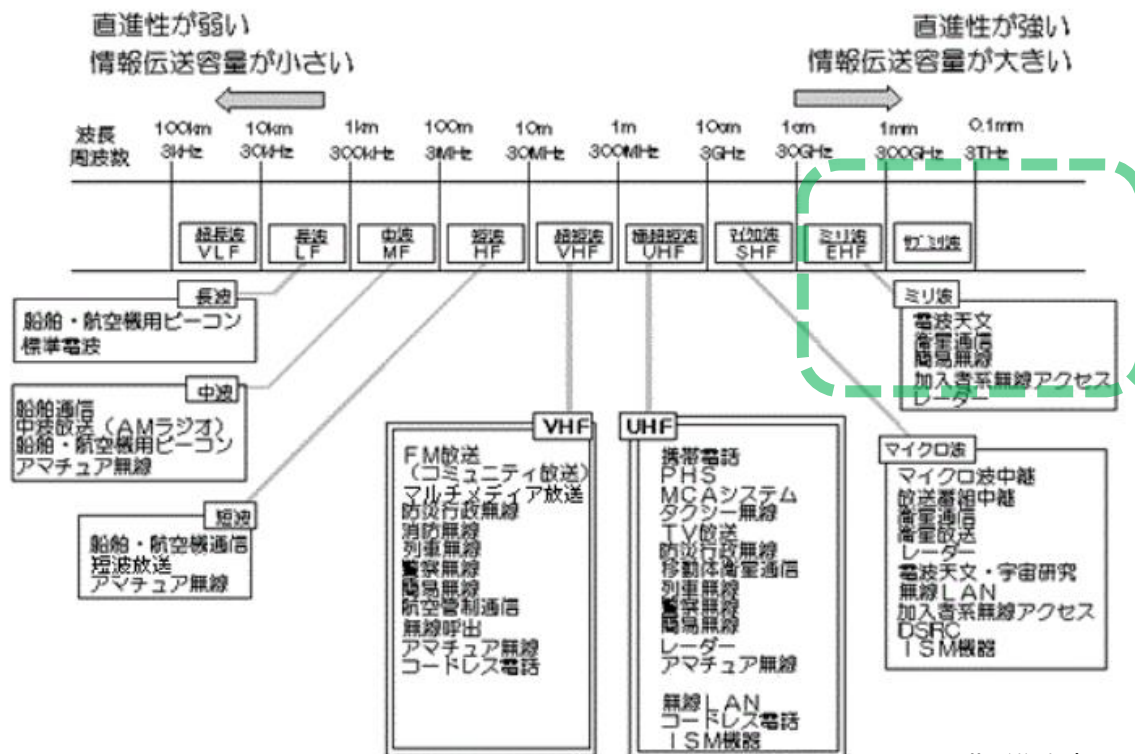 直進性が弱い
情報伝送容量が小さい
直進性が強い
情報伝送容量が大きい
波長 100km 10km 1km 100m 10m 1m 10cm 1cm 1mm 0.1mm
周波数 3kHz 30kHz 300kHz 3MHz 30MHz 300MHz 3GHz 30GHz 300GHz 3THz
超長波 長波 中波 短波 超短波 極超短波 マイクロ波 ミリ波 サブミリ波
VLF LF MF HF VHF UHF SHF EHF
長波
船舶・航空機用ビーコン
標準電波
中波
船舶通信
中波放送(AMラジオ)
船舶・航空機用ビーコン
アマチュア無線
短波
船舶・航空機通信
短波放送
アマチュア無線
VHF
FM放送
(コミュニティ放送)
マルチメディア放送
防災行政無線
消防無線
列車無線
警察無線
簡易無線
航空管制通信
無線呼出
アマチュア無線
コードレス電話
UHF
携帯電話
PHS
MCAシステム
タクシー無線
TV放送
防災行政無線
移動体衛星通信
列車無線
警察無線
簡易無線
レーダー
アマチュア無線
無線LAN
コードレス電話
ISM機器
ミリ波
電波天文
衛星通信
簡易無線
加入者系無線アクセス
レーダー
マイクロ波
マイクロ波中継
放送番組中継
衛星通信
衛星放送
レーダー
電波天文・宇宙研究
無線LAN
加入者系無線アクセス
DSRC
ISM機器